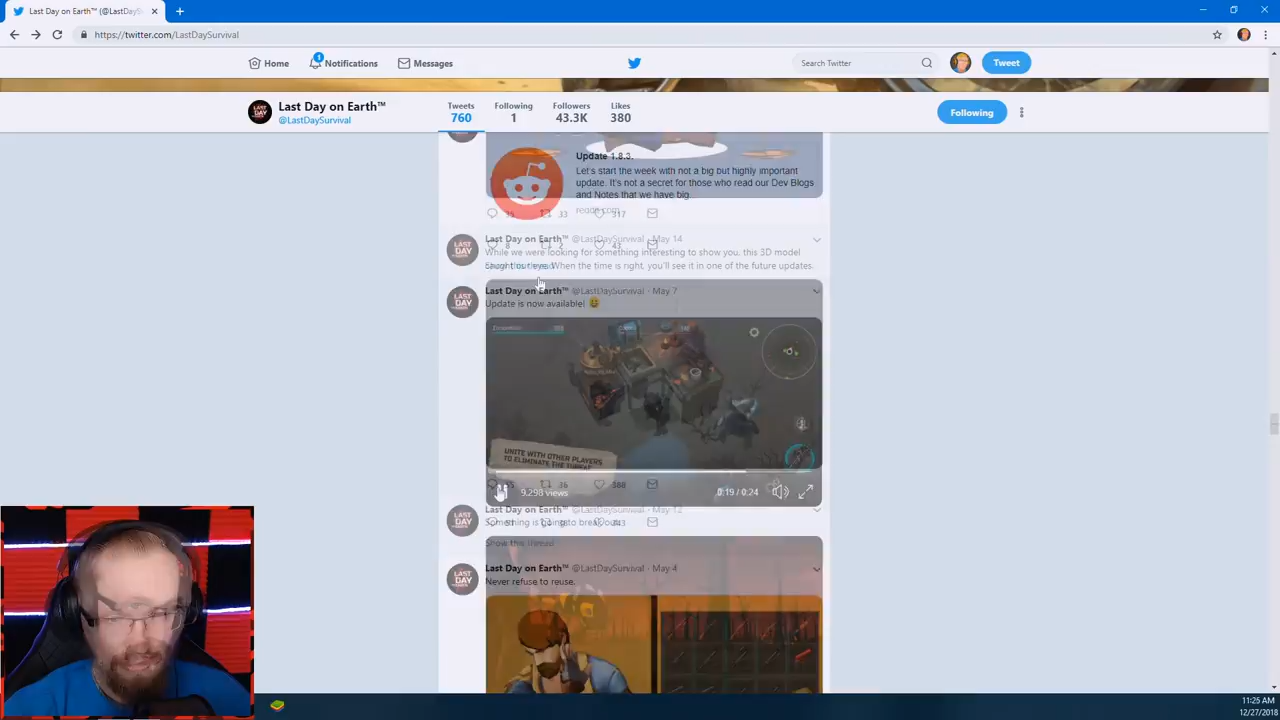 Last Day on Earth™ (@LastDayS
https://twitter.com/LastDaySurvival
Home
1
Notifications
Messages
Search Twitter
Tweet
Last Day on Earth™
@LastDaySurvival
Tweets
760
Following
1
Followers
43.3K
Likes
380
Following
Update 1.8.3.
Let's start the week with not a big but highly important
update. It's not a secret for those who read our Dev Blogs
and Notes that we have big
reddit.com
33
317
Last Day on Earth™ @LastDaySurvival · May 14
While we were looking for something interesting to show you, this 3D model
caught our eye. When the time is right, you'll see it in one of the future updates.
Last Day on Earth™ @LastDaySurvival · May 7
Update is now available!
UNITE WITH OTHER PLAYERS
TO ELIMINATE THE THREAT
36
388
9,298 views
0:19 / 0:24
Last Day on Earth™ @LastDaySurvival · May 12
Something is going to break out
Show this thread
Last Day on Earth™ @LastDaySurvival · May 4
Never refuse to reuse.
11:25 AM
12/27/2018